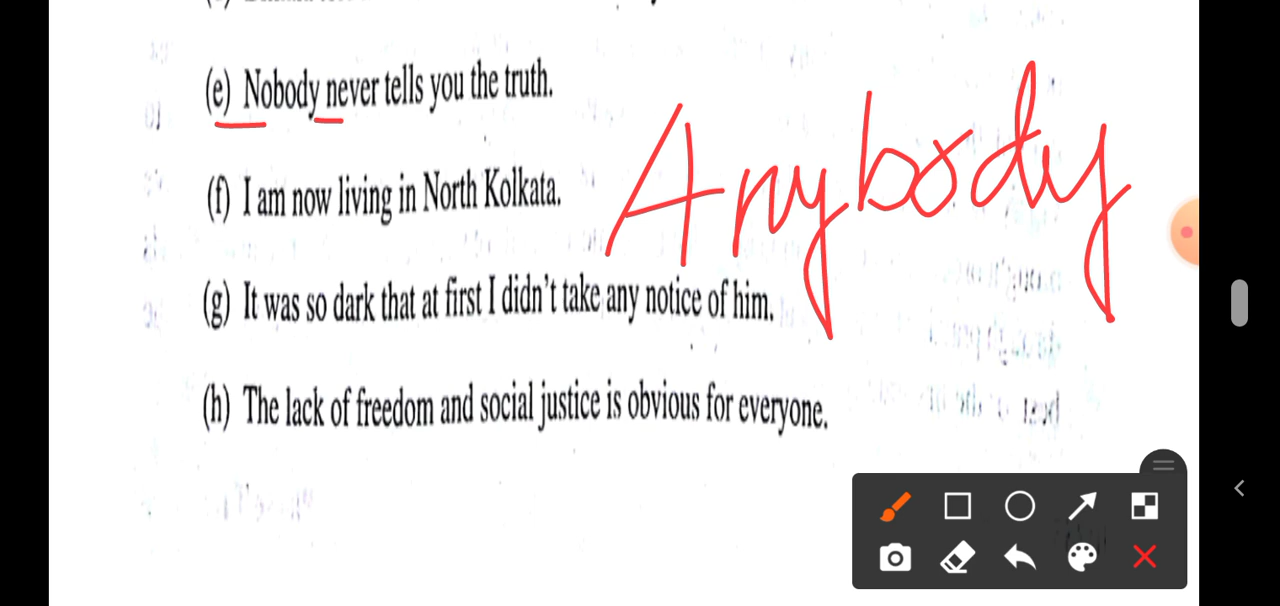 (e) Nobody never tells you the truth.
Anybody
(f) I am now living in North Kolkata.
(g) It was so dark that at first I didn't take any notice of him.
(h) The lack of freedom and social justice is obvious for everyone.